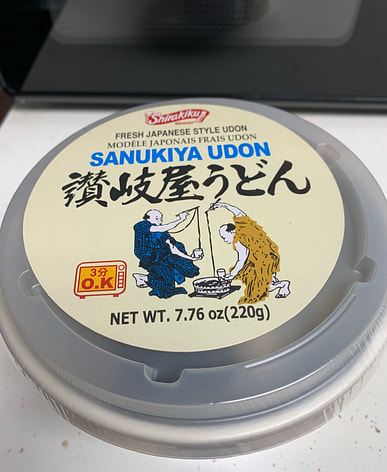 Shirakiku
FRESH JAPANESE STYLE UDON
MODÈLE JAPONAIS FRAIS UDON
SANUKIYA UDON
讃岐屋うどん
3分
O.K
NET WT. 7.76 oz(220g)